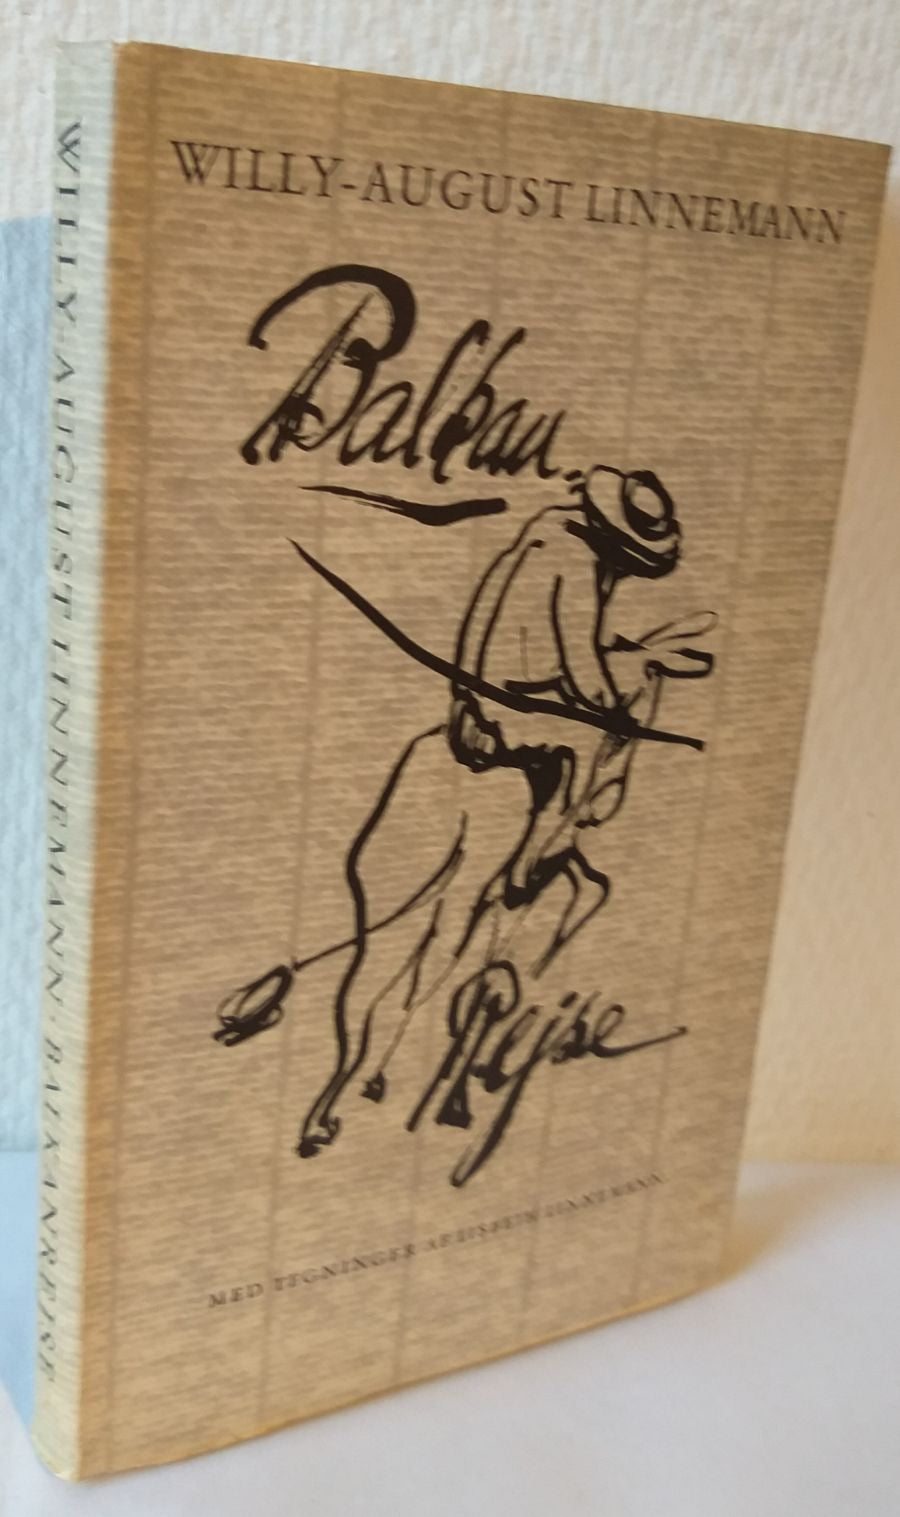 WILLY-AUGUST LINNEMANN
Balkan
Rejse
MED TEGNINGER AF LISBETH LINNEMANN
WILLY-AUGUST LINNEMANN · BALKANREJSE